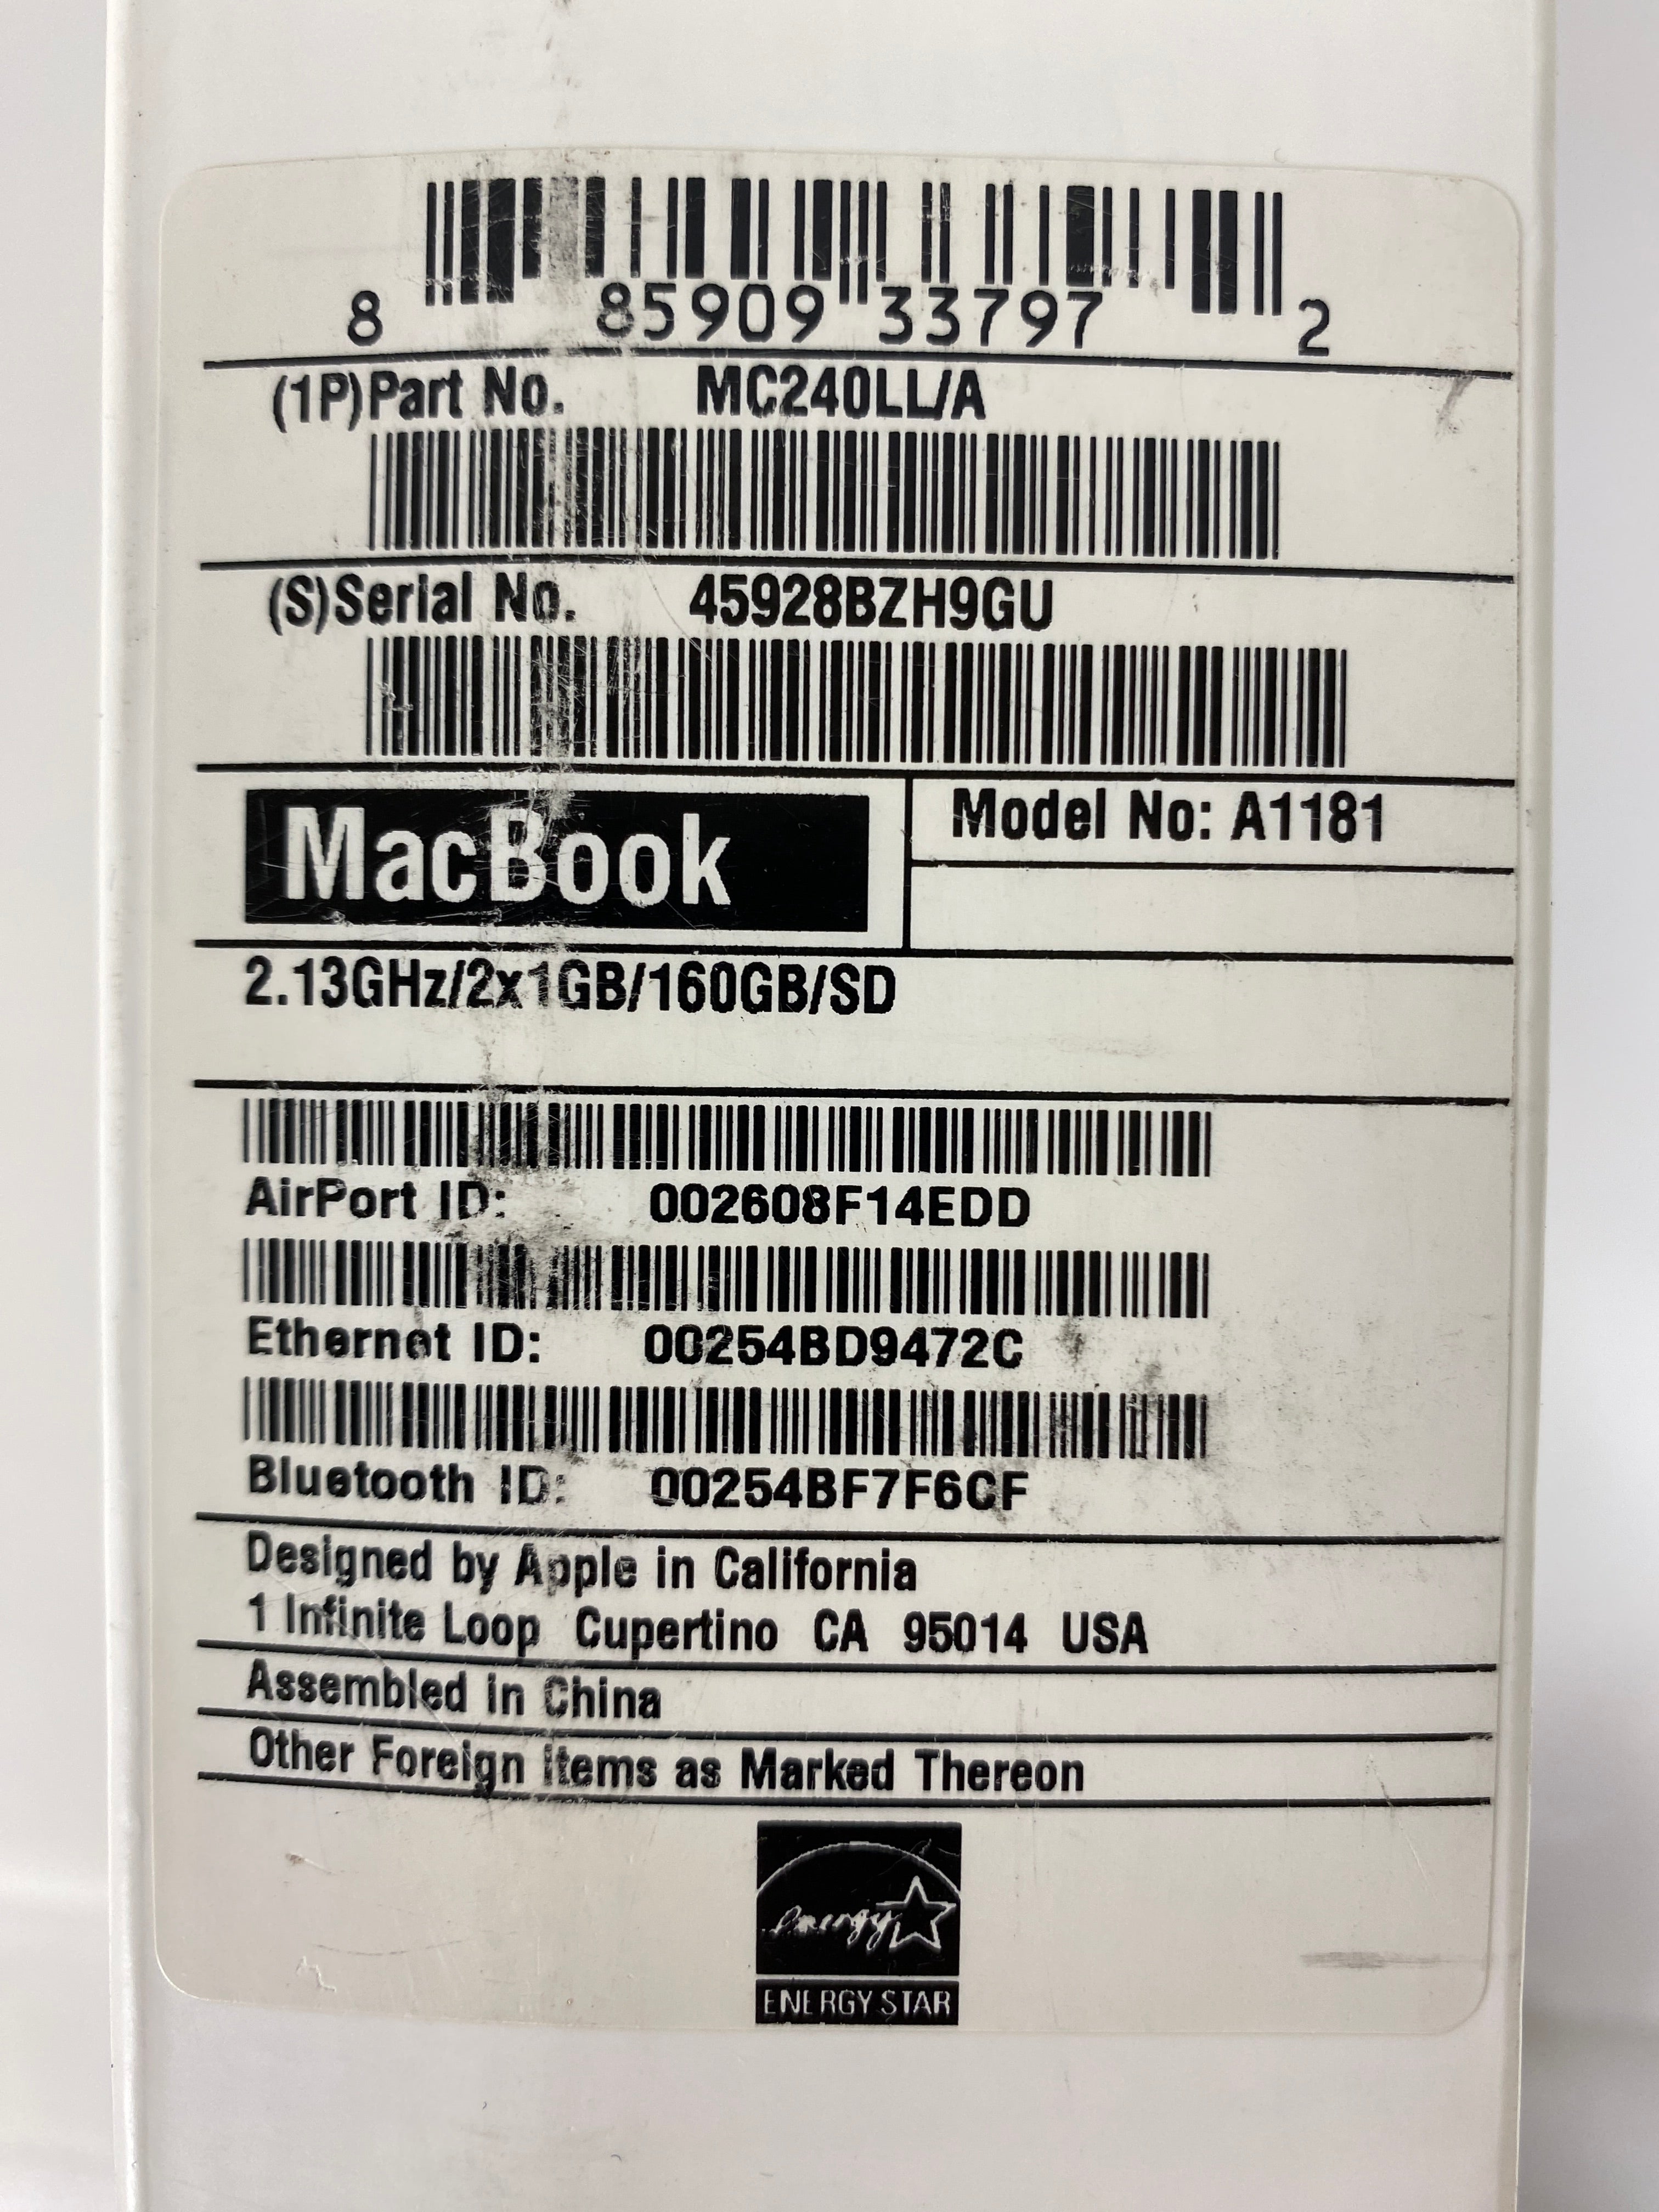 8 85909 33797 2
(1P)Part No. MC240LL/A
(S)Serial No. 45928BZH9GU
MacBook
Model No: A1181
2.13GHz/2x1GB/160GB/SD
AirPort ID: 002608F14EDD
Ethernet ID: 00254BD9472C
Bluetooth ID: 00254BF7F6CF
Designed by Apple in California
1 Infinite Loop Cupertino CA 95014 USA
Assembled in China
Other Foreign items as Marked Thereon
energy
ENERGY STAR